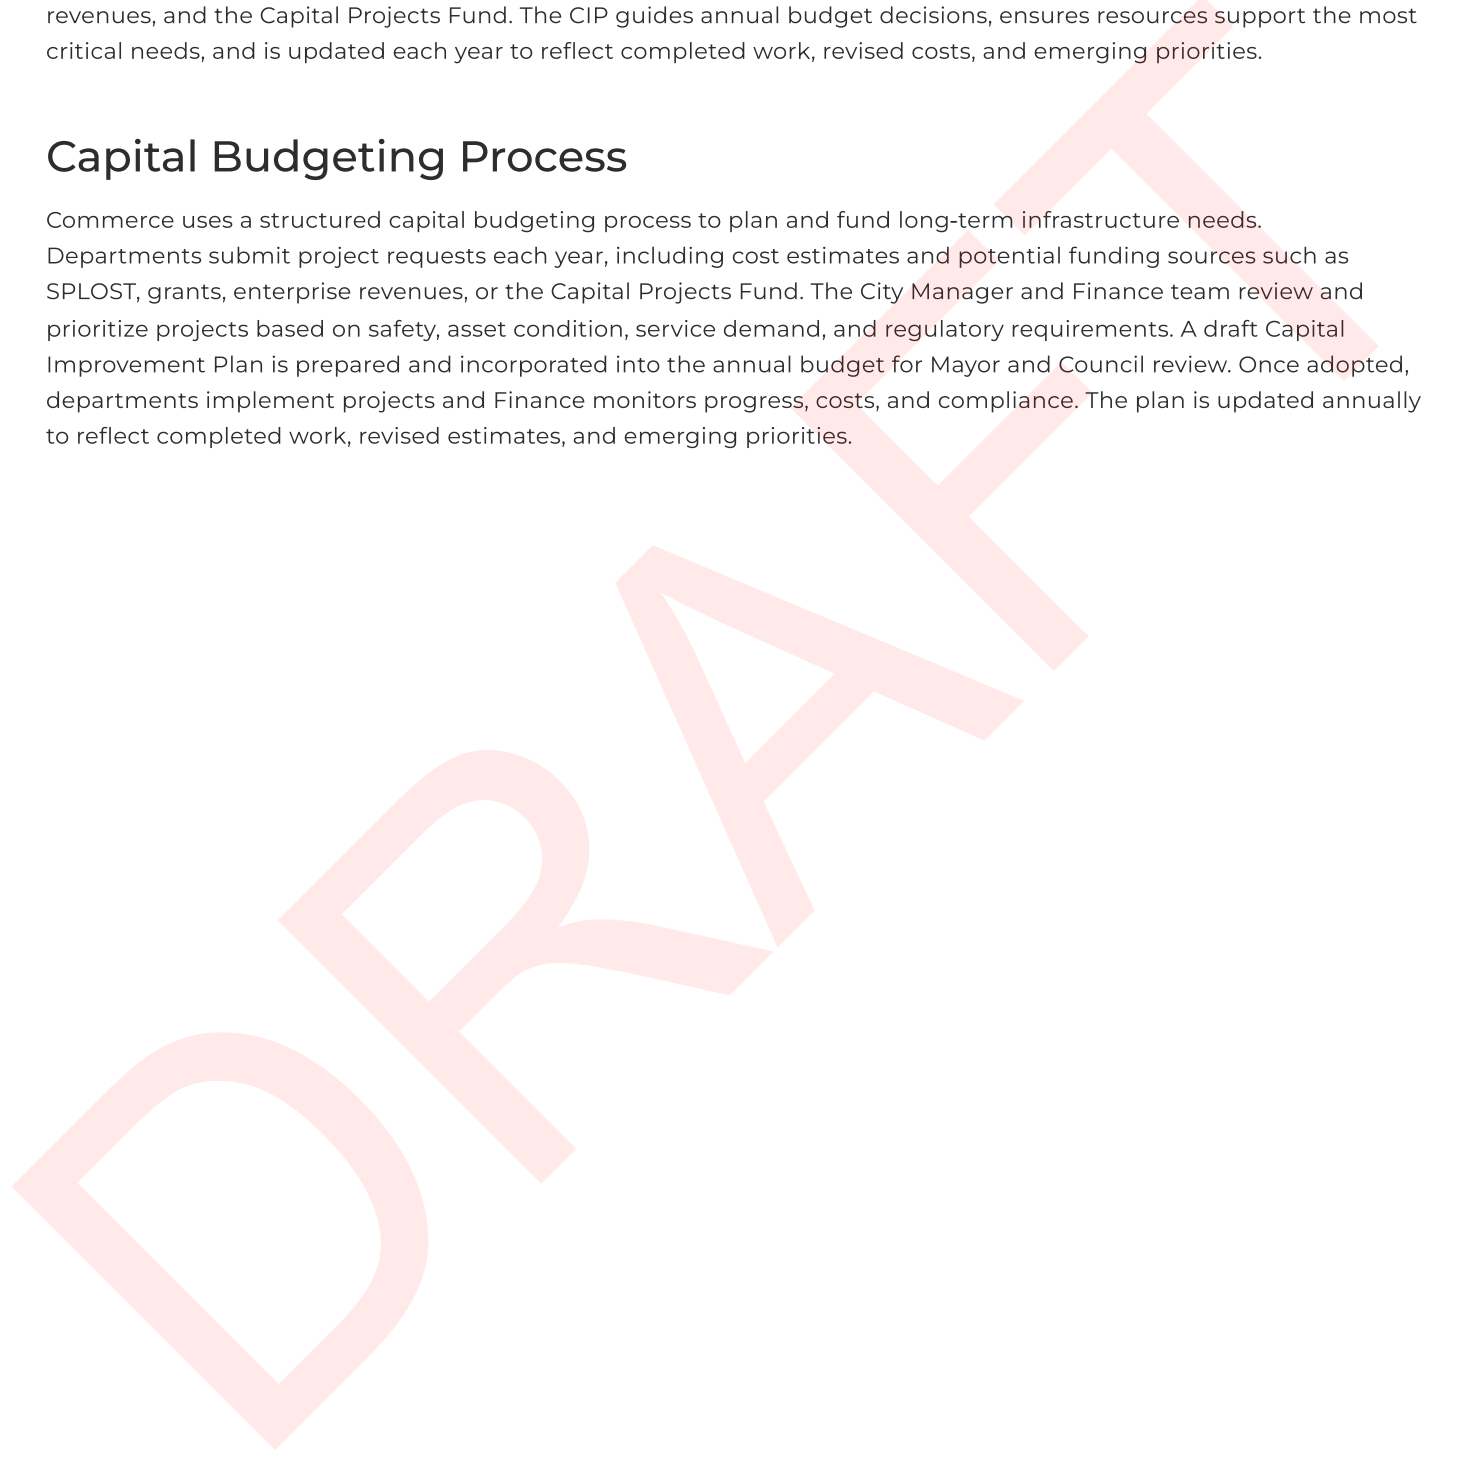 revenues, and the Capital Projects Fund. The CIP guides annual budget decisions, ensures resources support the most
critical needs, and is updated each year to reflect completed work, revised costs, and emerging priorities.
Capital Budgeting Process
Commerce uses a structured capital budgeting process to plan and fund long-term infrastructure needs.
Departments submit project requests each year, including cost estimates and potential funding sources such as
SPLOST, grants, enterprise revenues, or the Capital Projects Fund. The City Manager and Finance team review and
prioritize projects based on safety, asset condition, service demand, and regulatory requirements. A draft Capital
Improvement Plan is prepared and incorporated into the annual budget for Mayor and Council review. Once adopted,
departments implement projects and Finance monitors progress, costs, and compliance. The plan is updated annually
to reflect completed work, revised estimates, and emerging priorities.
DRAFT